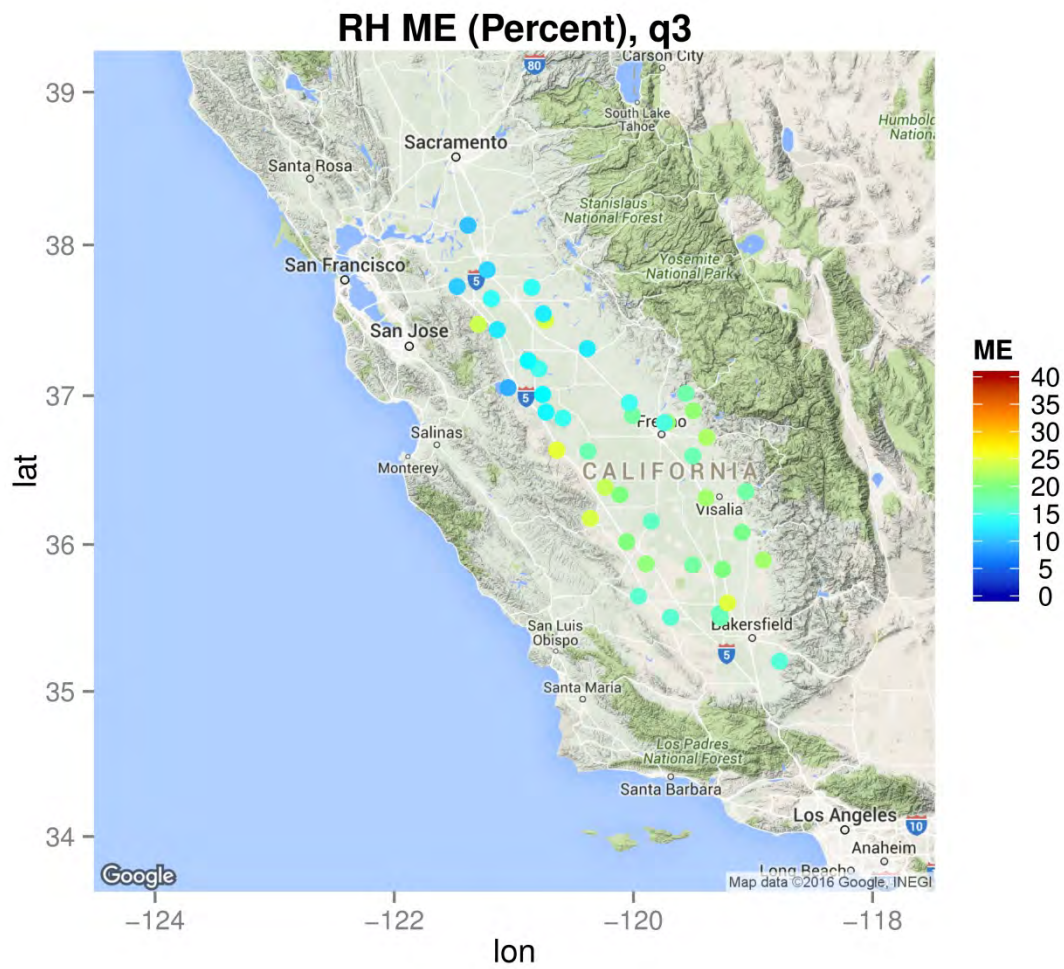 RH ME (Percent), q3
lat
39
38
37
36
35
34
80
Carson City
South Lake
Tahoe
Sacramento
Santa Rosa
Stanislaus
National Forest
San Francisco
5
Yosemite
National Park
San Jose
5
Salinas
Monterey
Fre no
CALIFORNIA
Visalia
San Luis
Obispo
Bakersfield
5
Santa Maria
Los Padres
National Forest
Santa Barbara
Los Angeles
10
Anaheim
Long Beach
Google
Map data ©2016 Google, INEGI
−124
−122
−120
−118
lon
ME
40
35
30
25
20
15
10
5
0